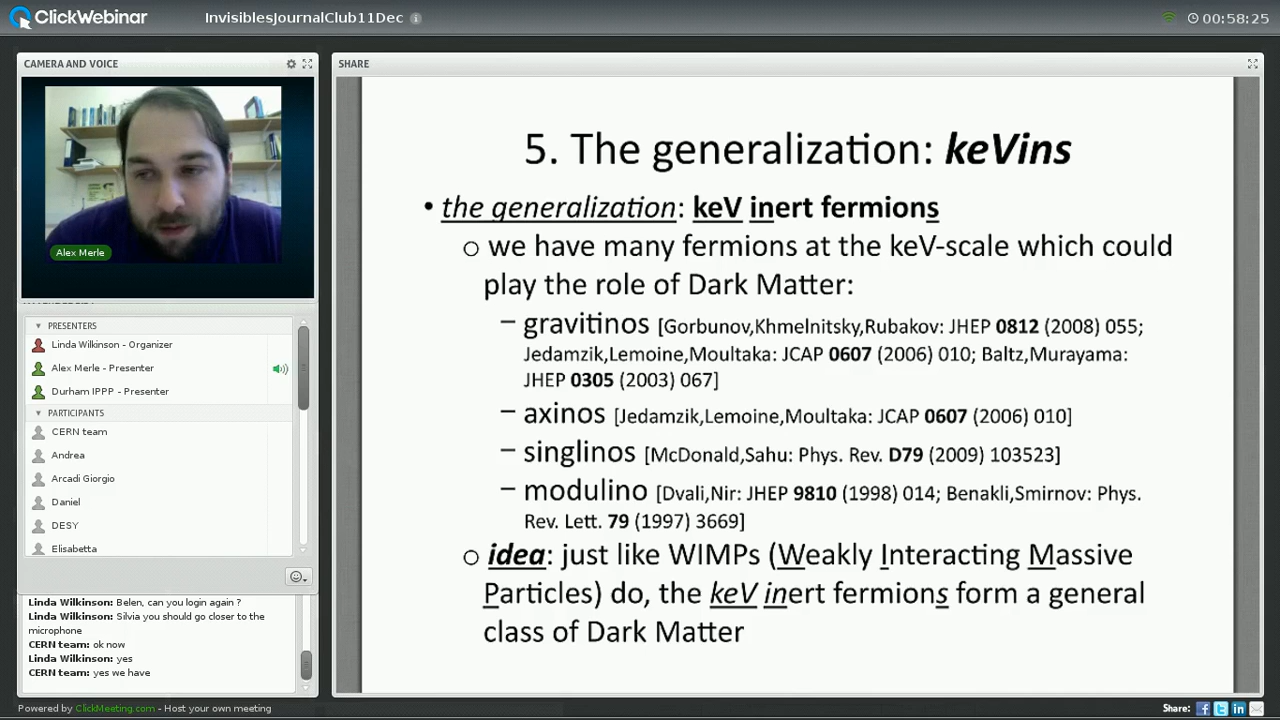 ClickWebinar
InvisiblesJournalClub11Dec
00:58:25
CAMERA AND VOICE
Alex Merle
PRESENTERS
Linda Wilkinson - Organizer
Alex Merle - Presenter
Durham IPPP - Presenter
PARTICIPANTS
CERN team
Andrea
Arcadi Giorgio
Daniel
DESY
Elisabetta
Linda Wilkinson: Belen, can you login again ?
Linda Wilkinson: Silvia you should go closer to the
microphone
CERN team: ok now
Linda Wilkinson: yes
CERN team: yes we have
SHARE
5. The generalization: keVins
• the generalization: keV inert fermions
o we have many fermions at the keV-scale which could
play the role of Dark Matter:
– gravitinos [Gorbunov,Khmelnitsky,Rubakov: JHEP 0812 (2008) 055;
Jedamzik,Lemoine,Moultaka: JCAP 0607 (2006) 010; Baltz,Murayama:
JHEP 0305 (2003) 067]
– axinos [Jedamzik,Lemoine,Moultaka: JCAP 0607 (2006) 010]
– singlinos [McDonald,Sahu: Phys. Rev. D79 (2009) 103523]
– modulino [Dvali,Nir: JHEP 9810 (1998) 014; Benakli,Smirnov: Phys.
Rev. Lett. 79 (1997) 3669]
o idea: just like WIMPs (Weakly Interacting Massive
Particles) do, the keV inert fermions form a general
class of Dark Matter
Powered by ClickMeeting.com - Host your own meeting
Share: